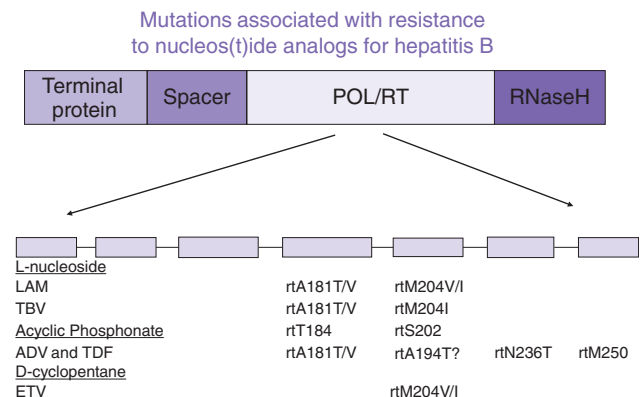 Mutations associated with resistance
to nucleos(t)ide analogs for hepatitis B
Terminal protein Spacer POL/RT RNaseH
L-nucleoside
LAM rtA181T/V rtM204V/I
TBV rtA181T/V rtM204I
Acyclic Phosphonate rtT184 rtS202
ADV and TDF rtA181T/V rtA194T? rtN236T rtM250
D-cyclopentane
ETV rtM204V/I